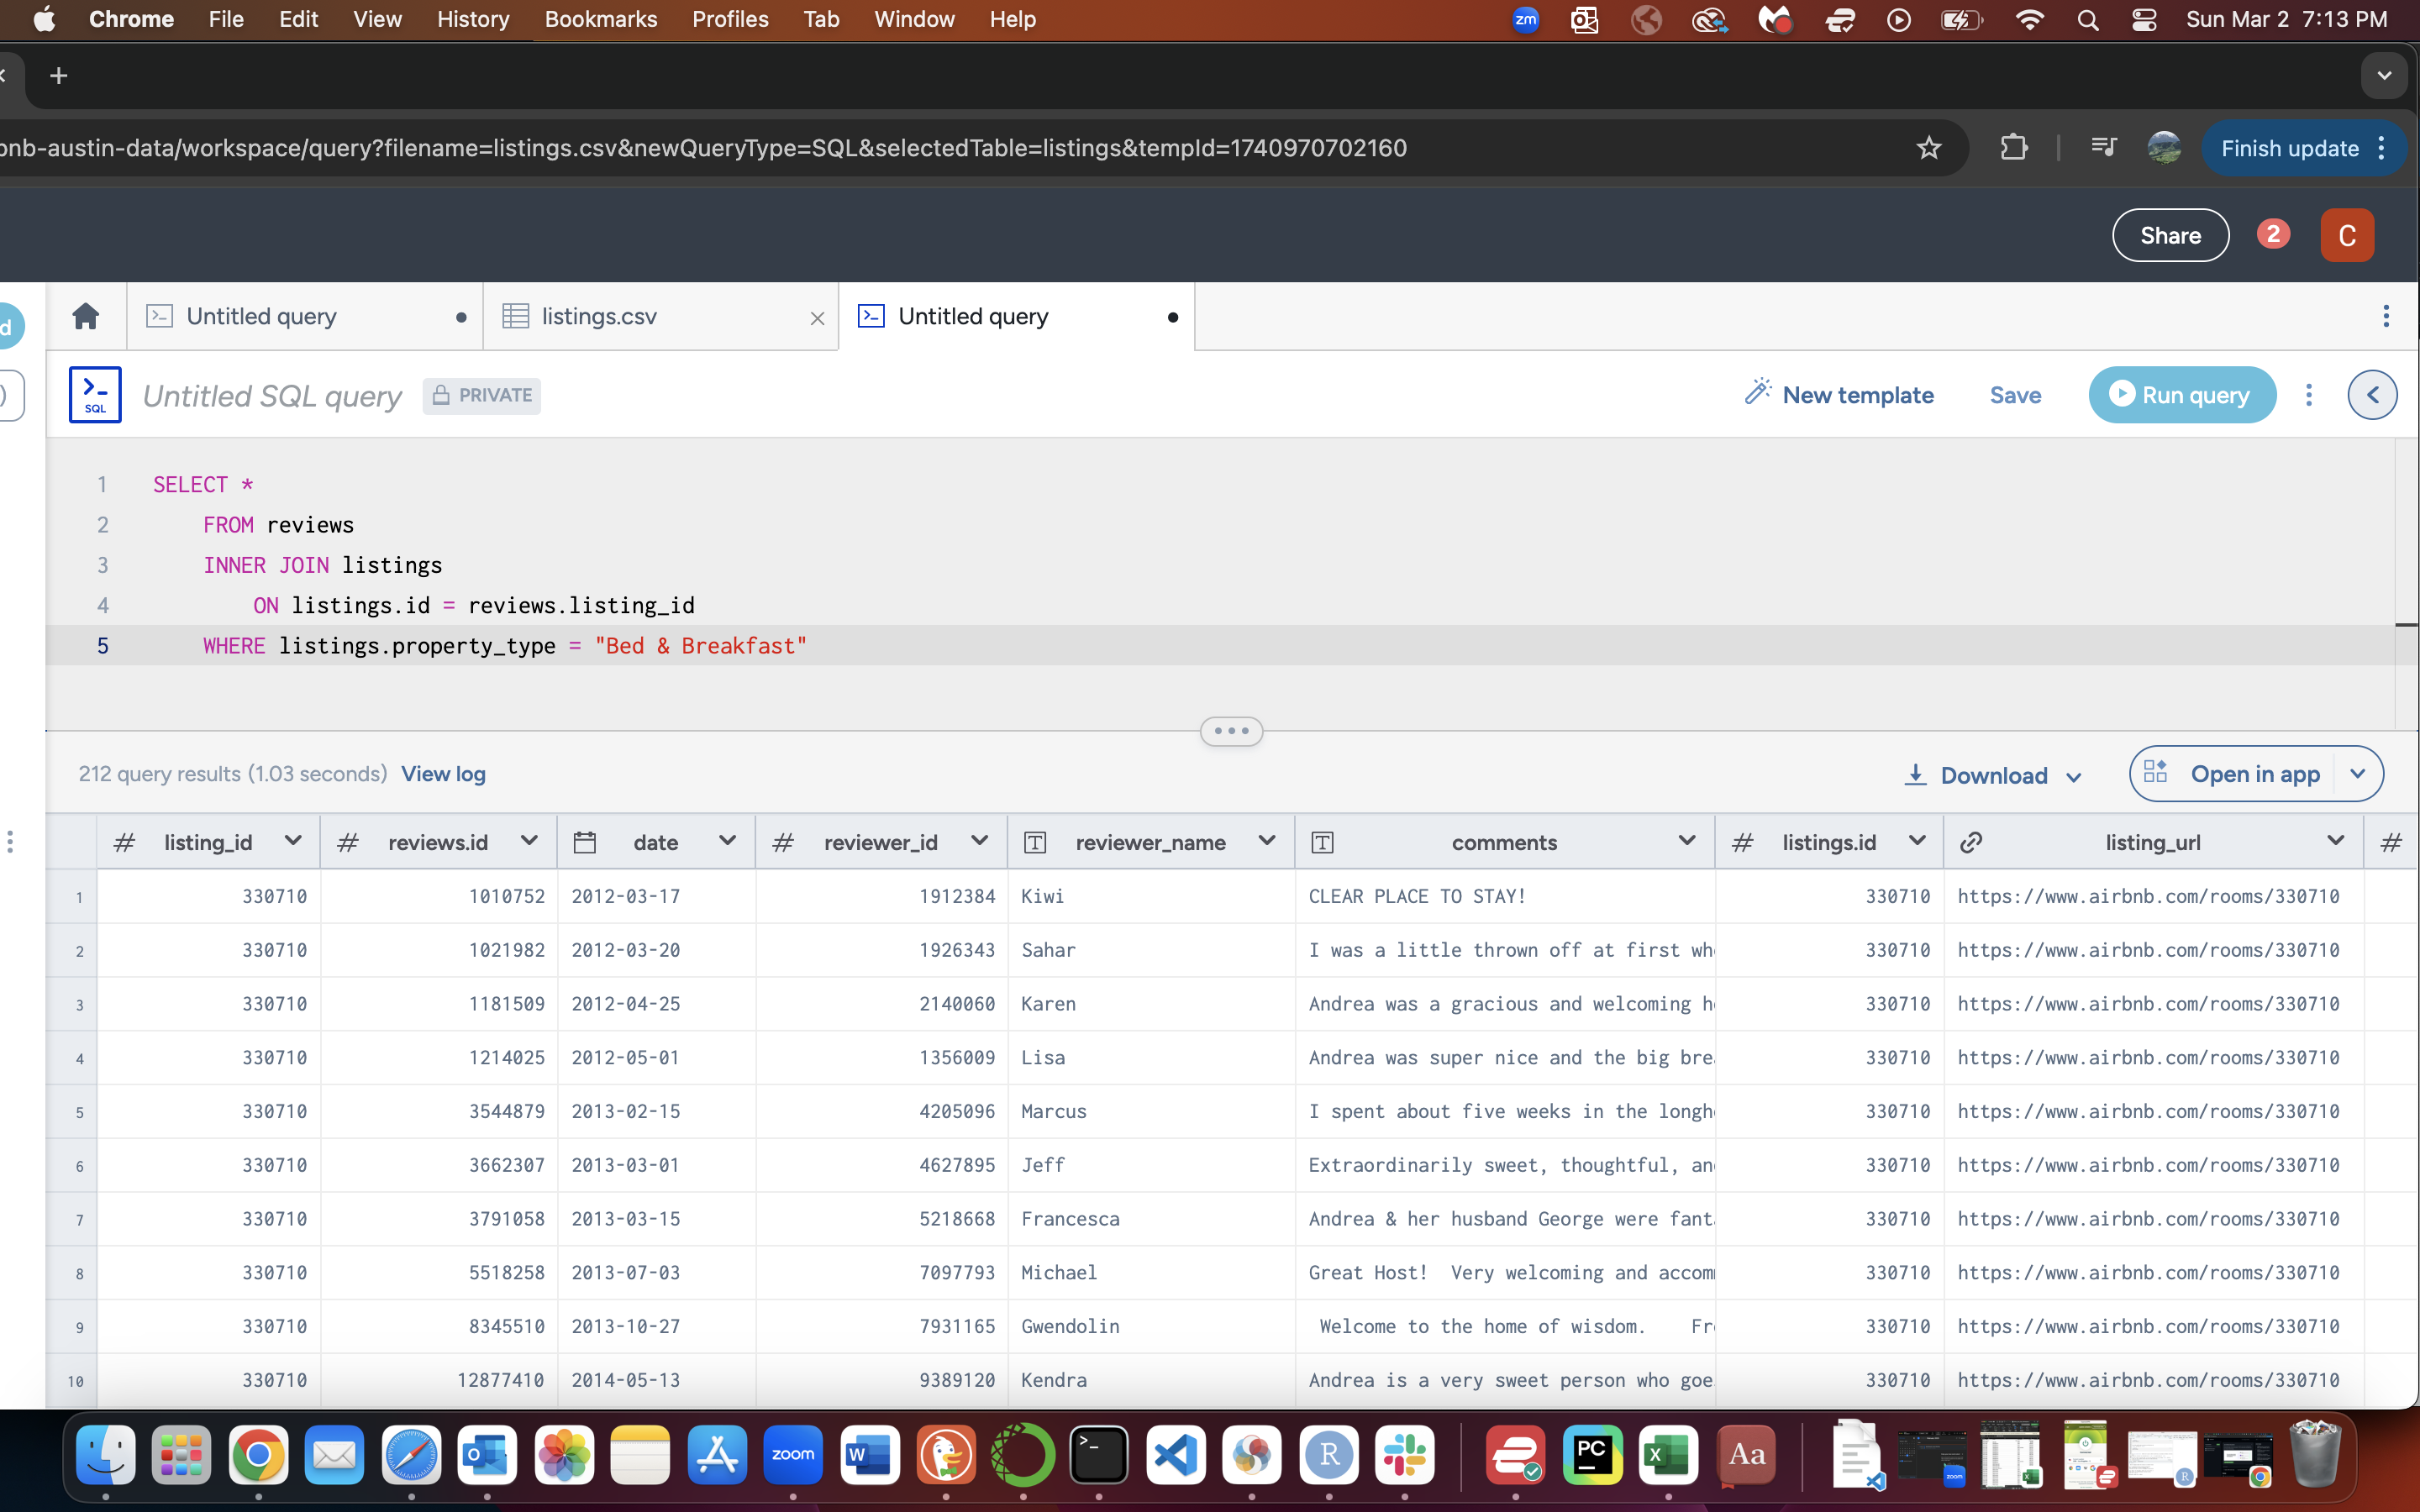 Chrome File Edit View History Bookmarks Profiles Tab Window Help zm Sun Mar 2 7:13 PM
onb-austin-data/workspace/query?filename=listings.csv&newQueryType=SQL&selectedTable=listings&tempId=1740970702160 Finish update
Share 2 C
d Untitled query listings.csv Untitled query
SQL Untitled SQL query PRIVATE New template Save Run query
1 SELECT *
2 FROM reviews
3 INNER JOIN listings
4 ON listings.id = reviews.listing_id
5 WHERE listings.property_type = "Bed & Breakfast"
212 query results (1.03 seconds) View log Download Open in app
# listing_id # reviews.id date # reviewer_id T reviewer_name T comments # listings.id listing_url #
1 330710 1010752 2012-03-17 1912384 Kiwi CLEAR PLACE TO STAY! 330710 https://www.airbnb.com/rooms/330710
2 330710 1021982 2012-03-20 1926343 Sahar I was a little thrown off at first wh 330710 https://www.airbnb.com/rooms/330710
3 330710 1181509 2012-04-25 2140060 Karen Andrea was a gracious and welcoming h 330710 https://www.airbnb.com/rooms/330710
4 330710 1214025 2012-05-01 1356009 Lisa Andrea was super nice and the big bre 330710 https://www.airbnb.com/rooms/330710
5 330710 3544879 2013-02-15 4205096 Marcus I spent about five weeks in the longh 330710 https://www.airbnb.com/rooms/330710
6 330710 3662307 2013-03-01 4627895 Jeff Extraordinarily sweet, thoughtful, an 330710 https://www.airbnb.com/rooms/330710
7 330710 3791058 2013-03-15 5218668 Francesca Andrea & her husband George were fant 330710 https://www.airbnb.com/rooms/330710
8 330710 5518258 2013-07-03 7097793 Michael Great Host! Very welcoming and accom 330710 https://www.airbnb.com/rooms/330710
9 330710 8345510 2013-10-27 7931165 Gwendolin Welcome to the home of wisdom. Fr 330710 https://www.airbnb.com/rooms/330710
10 330710 12877410 2014-05-13 9389120 Kendra Andrea is a very sweet person who goe 330710 https://www.airbnb.com/rooms/330710
zoom W R PC X Aa